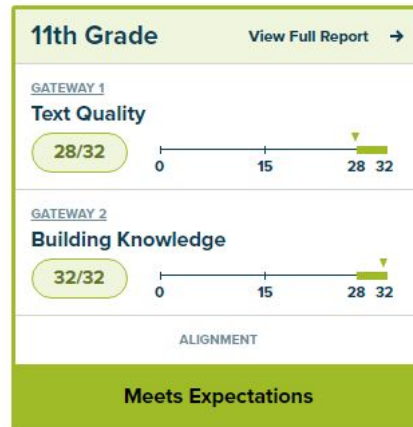 11th Grade View Full Report →
GATEWAY 1
Text Quality
28/32
0 15 28 32
GATEWAY 2
Building Knowledge
32/32
0 15 28 32
ALIGNMENT
Meets Expectations